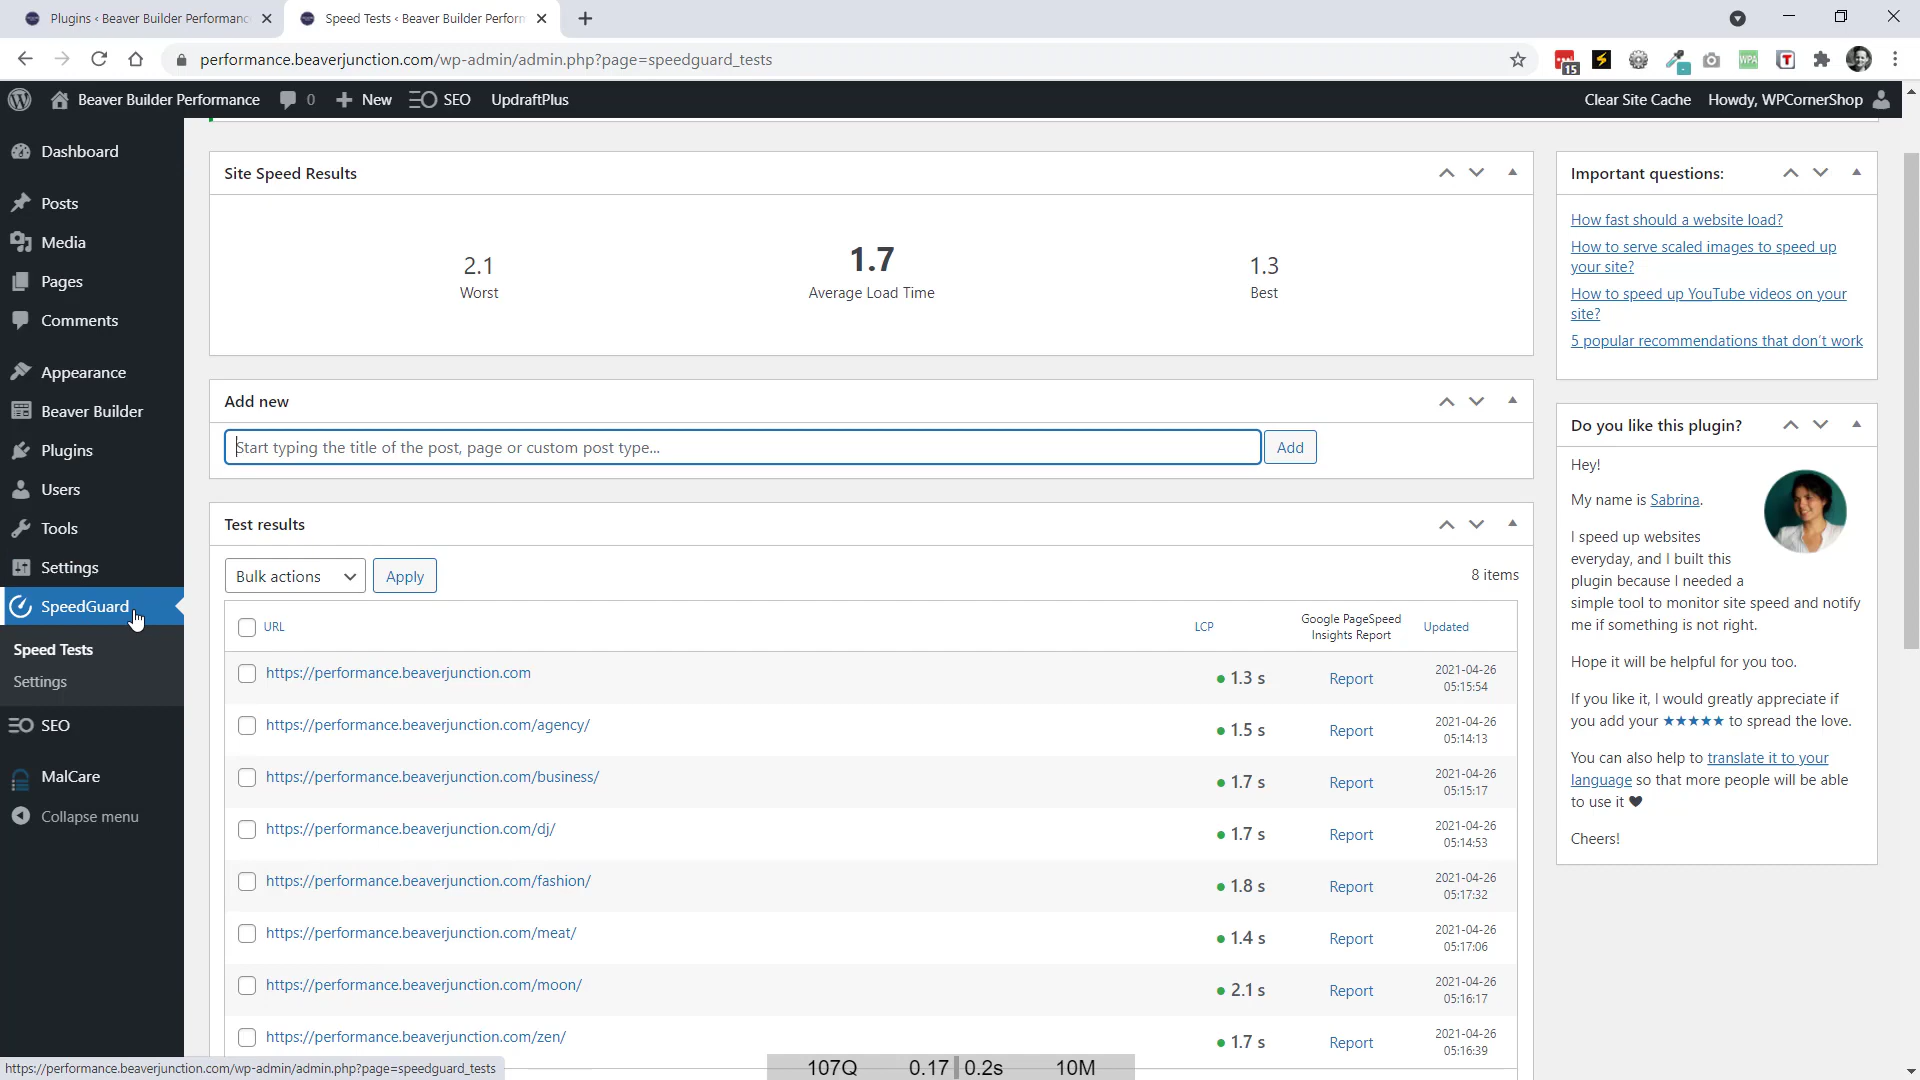 Plugins ‹ Beaver Builder Performanc
Speed Tests ‹ Beaver Builder Perform
performance.beaverjunction.com/wp-admin/admin.php?page=speedguard_tests
15
WPA
T
Beaver Builder Performance
0
New
SEO
UpdraftPlus
Clear Site Cache
Howdy, WPCornerShop
Dashboard
Posts
Media
Pages
Comments
Appearance
Beaver Builder
Plugins
Users
Tools
Settings
SpeedGuard
Speed Tests
Settings
SEO
MalCare
Collapse menu
Site Speed Results
2.1
Worst
1.7
Average Load Time
1.3
Best
Add new
Start typing the title of the post, page or custom post type...
Add
Test results
Bulk actions
Apply
8 items
URL
LCP
Google PageSpeed
Insights Report
Updated
https://performance.beaverjunction.com
1.3 s
Report
2021-04-26
05:15:54
https://performance.beaverjunction.com/agency/
1.5 s
Report
2021-04-26
05:14:13
https://performance.beaverjunction.com/business/
1.7 s
Report
2021-04-26
05:15:17
https://performance.beaverjunction.com/dj/
1.7 s
Report
2021-04-26
05:14:53
https://performance.beaverjunction.com/fashion/
1.8 s
Report
2021-04-26
05:17:32
https://performance.beaverjunction.com/meat/
1.4 s
Report
2021-04-26
05:17:06
https://performance.beaverjunction.com/moon/
2.1 s
Report
2021-04-26
05:16:17
https://performance.beaverjunction.com/zen/
1.7 s
Report
2021-04-26
05:16:39
Important questions:
How fast should a website load?
How to serve scaled images to speed up
your site?
How to speed up YouTube videos on your
site?
5 popular recommendations that don't work
Do you like this plugin?
Hey!
My name is Sabrina.
I speed up websites
everyday, and I built this
plugin because I needed a
simple tool to monitor site speed and notify
me if something is not right.
Hope it will be helpful for you too.
If you like it, I would greatly appreciate if
you add your ★★★★★ to spread the love.
You can also help to translate it to your
language so that more people will be able
to use it ♥
Cheers!
https://performance.beaverjunction.com/wp-admin/admin.php?page=speedguard_tests
107Q
0.17
0.2s
10M